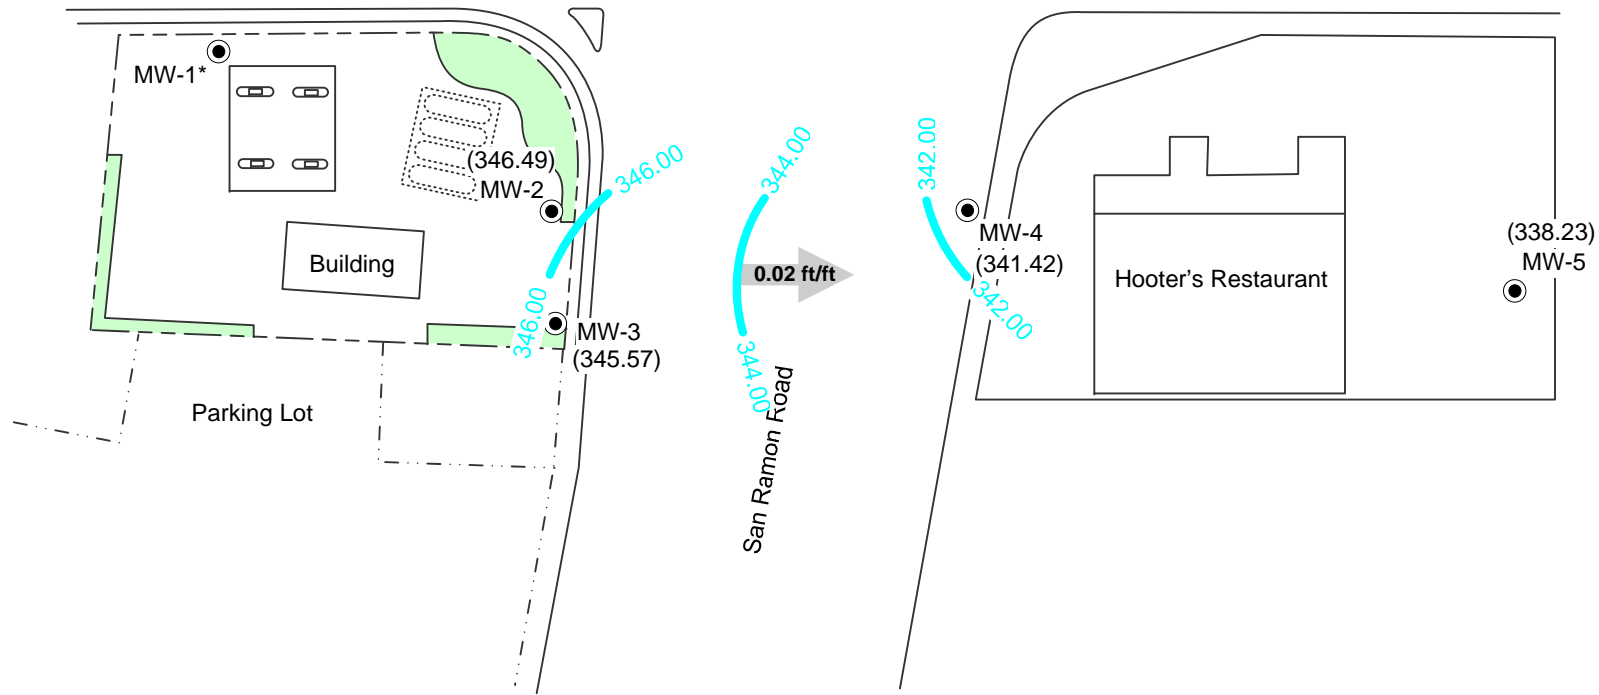 MW-1*
(346.49)
MW-2
346.00
344.00
342.00
MW-4
(341.42)
(338.23)
MW-5
Building
0.02 ft/ft
Hooter's Restaurant
346.00
MW-3
(345.57)
342.00
344.00
Parking Lot
San Ramon Road